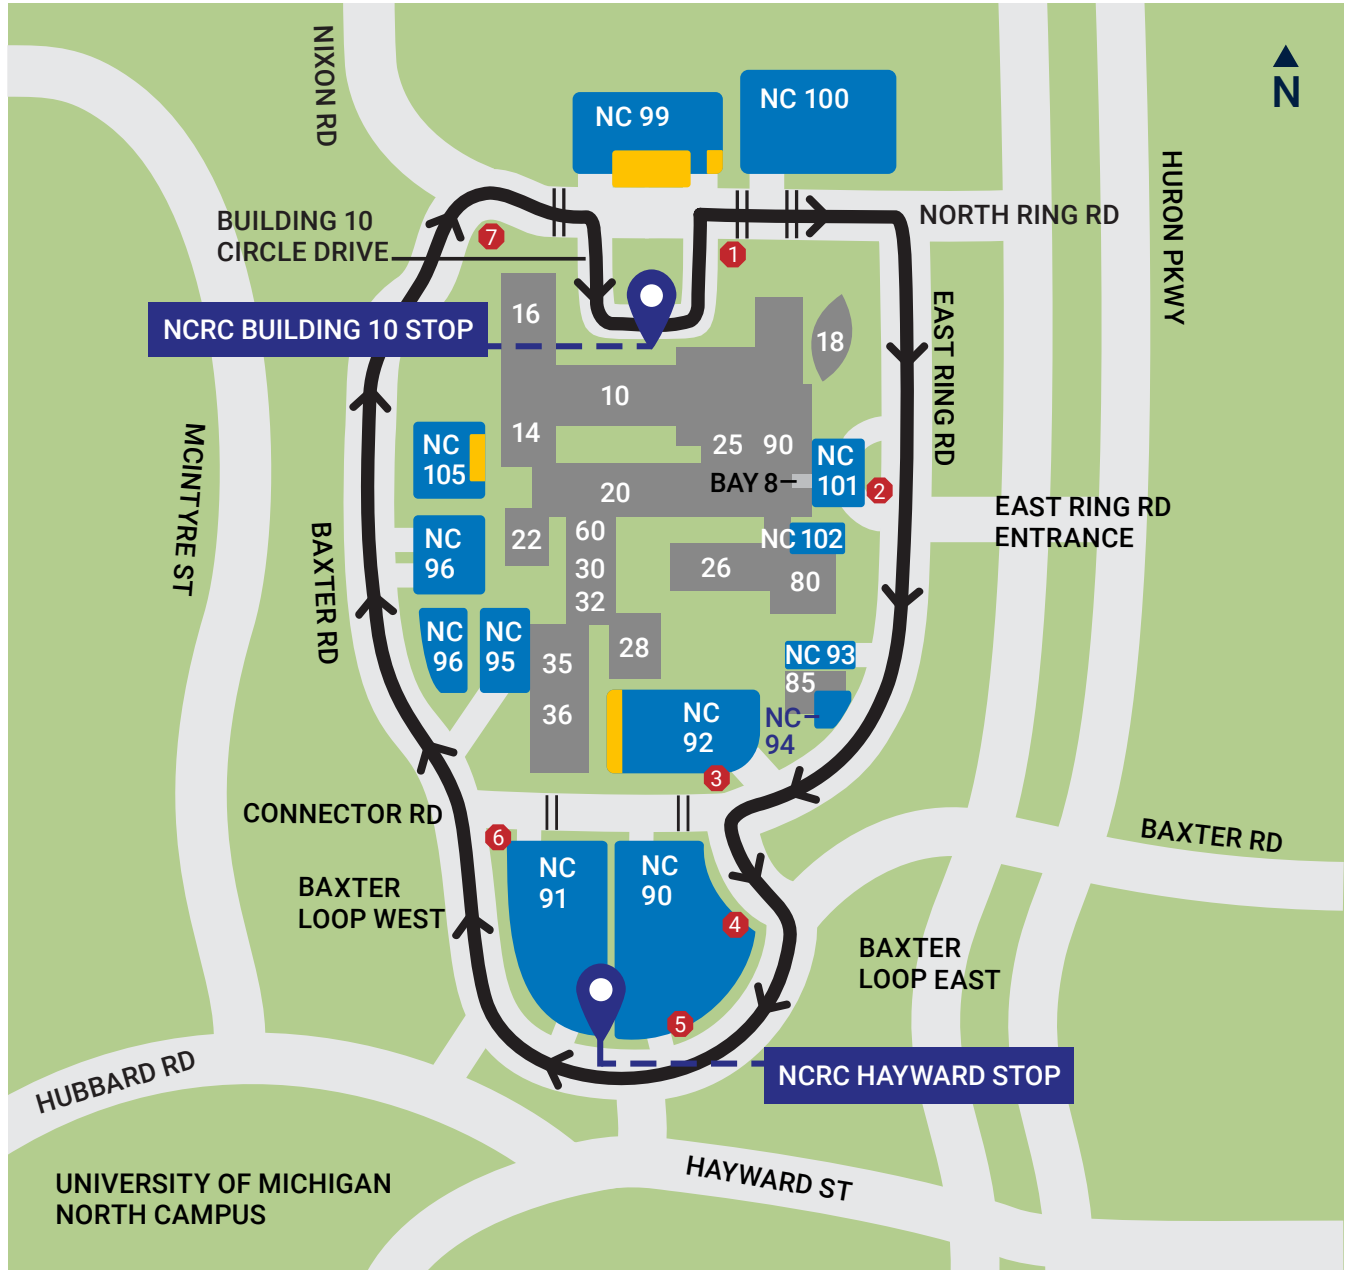 NIXON RD
NC 99
NC 100
N
HURON PKWY
BUILDING 10
CIRCLE DRIVE
7
1
NORTH RING RD
NCRC BUILDING 10 STOP
16
18
EAST RING RD
10
MCINTYRE ST
14
NC
105
25
90
NC
101
BAY 8
2
20
EAST RING RD
ENTRANCE
BAXTER RD
NC
96
22
60
30
32
26
NC 102
80
NC
96
NC
95
35
36
28
NC 93
85
NC
94
NC
92
3
CONNECTOR RD
6
BAXTER RD
NC
91
NC
90
BAXTER
LOOP WEST
4
BAXTER
LOOP EAST
5
HUBBARD RD
NCRC HAYWARD STOP
HAYWARD ST
UNIVERSITY OF MICHIGAN
NORTH CAMPUS